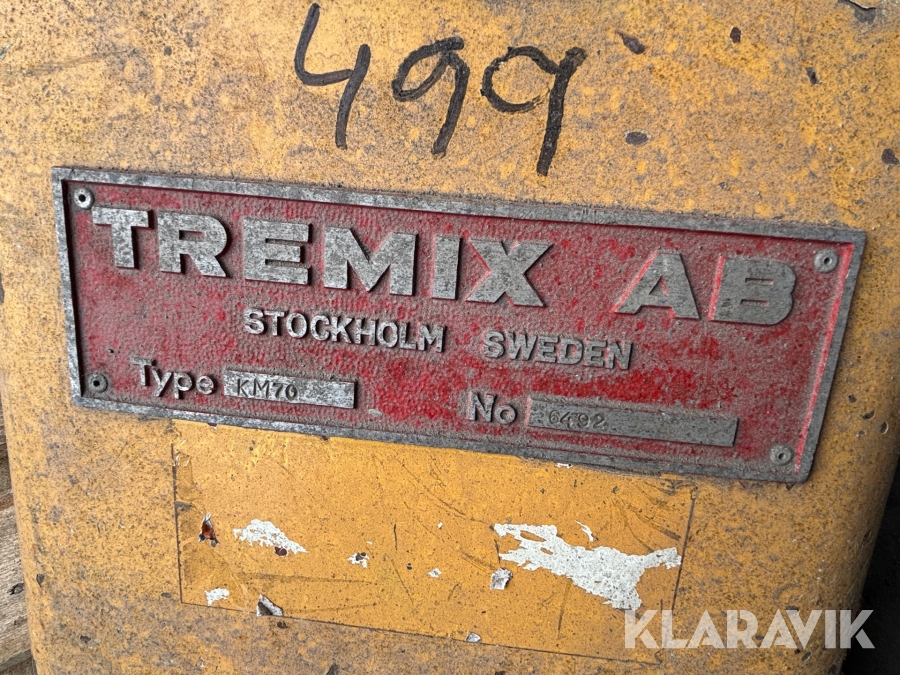 499
TREMIX AB
STOCKHOLM SWEDEN
Type KM70 No 6492
KLARAVIK